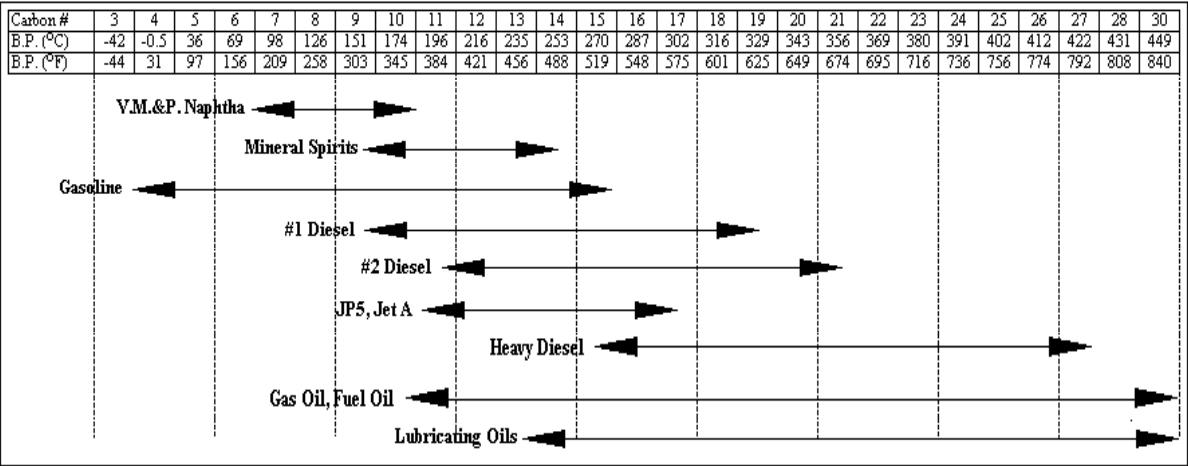 Carbon # 3 4 5 6 7 8 9 10 11 12 13 14 15 16 17 18 19 20 21 22 23 24 25 26 27 28 30
B.P. (°C) -42 -0.5 36 69 98 126 151 174 196 216 235 253 270 287 302 316 329 343 356 369 380 391 402 412 422 431 449
B.P. (°F) -44 31 97 156 209 258 303 345 384 421 456 488 519 548 575 601 625 649 674 695 716 736 756 774 792 808 840
V.M.&P. Naphtha
Mineral Spirits
Gasoline
#1 Diesel
#2 Diesel
JP5, Jet A
Heavy Diesel
Gas Oil, Fuel Oil
Lubricating Oils